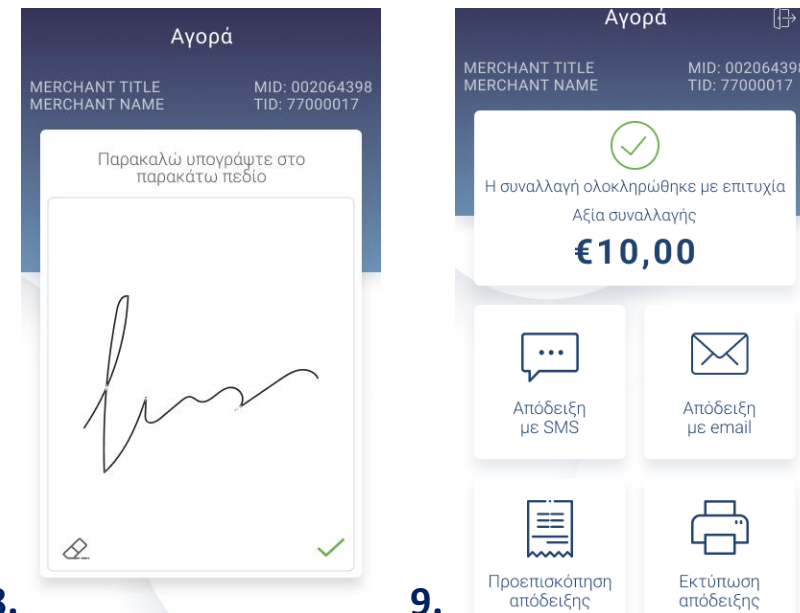 Αγορά
MERCHANT TITLE
MERCHANT NAME
MID: 002064398
TID: 77000017
Παρακαλώ υπογράψτε στο
παρακάτω πεδίο
Αγορά
MERCHANT TITLE
MERCHANT NAME
MID: 002064398
TID: 77000017
Η συναλλαγή ολοκληρώθηκε με επιτυχία
Αξία συναλλαγής
€10,00
Απόδειξη
με SMS
Απόδειξη
με email
Προεπισκόπηση
απόδειξης
Εκτύπωση
απόδειξης
9.